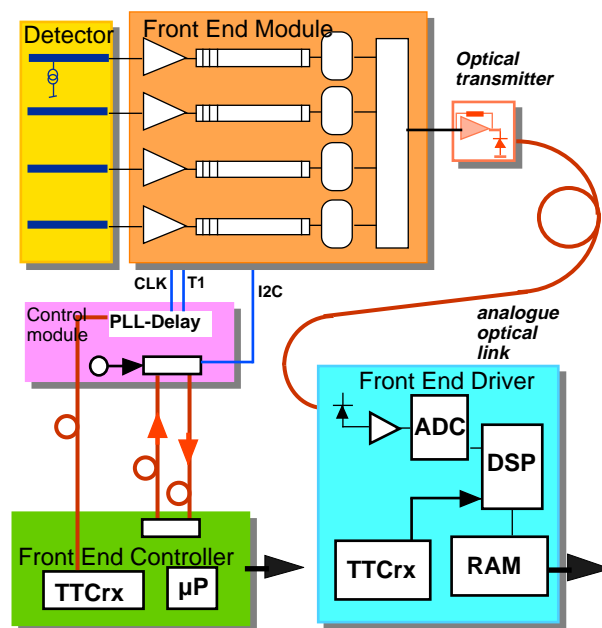 Detector
Front End Module
Optical
transmitter
CLK
T1
I2C
Control
module
PLL-Delay
analogue
optical
link
Front End Driver
ADC
DSP
TTCrx
RAM
Front End Controller
TTCrx
µP